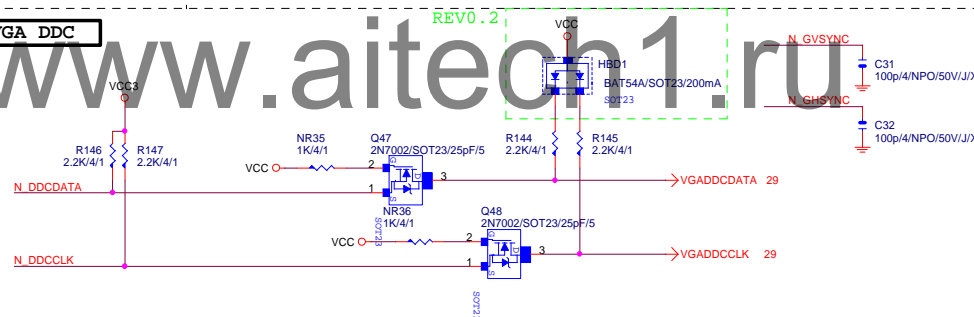 REV0.2
VGA DDC
www.aitech1.ru
VCC
N_GVSYNC
C31
100p/4/NPO/50V/J/X
HBD1
BAT54A/SOT23/200mA
SOT23
VCC3
N_GHSYNC
C32
100p/4/NPO/50V/J/X
R146
2.2K/4/1
R147
2.2K/4/1
NR35
1K/4/1
Q47
2N7002/SOT23/25pF/5
R144
2.2K/4/1
R145
2.2K/4/1
VCC
2
G
D
S
1
3
N_DDCDATA
VGADDCDATA 29
SOT23
NR36
1K/4/1
Q48
2N7002/SOT23/25pF/5
VCC
2
G
D
S
1
3
N_DDCCLK
VGADDCCLK 29